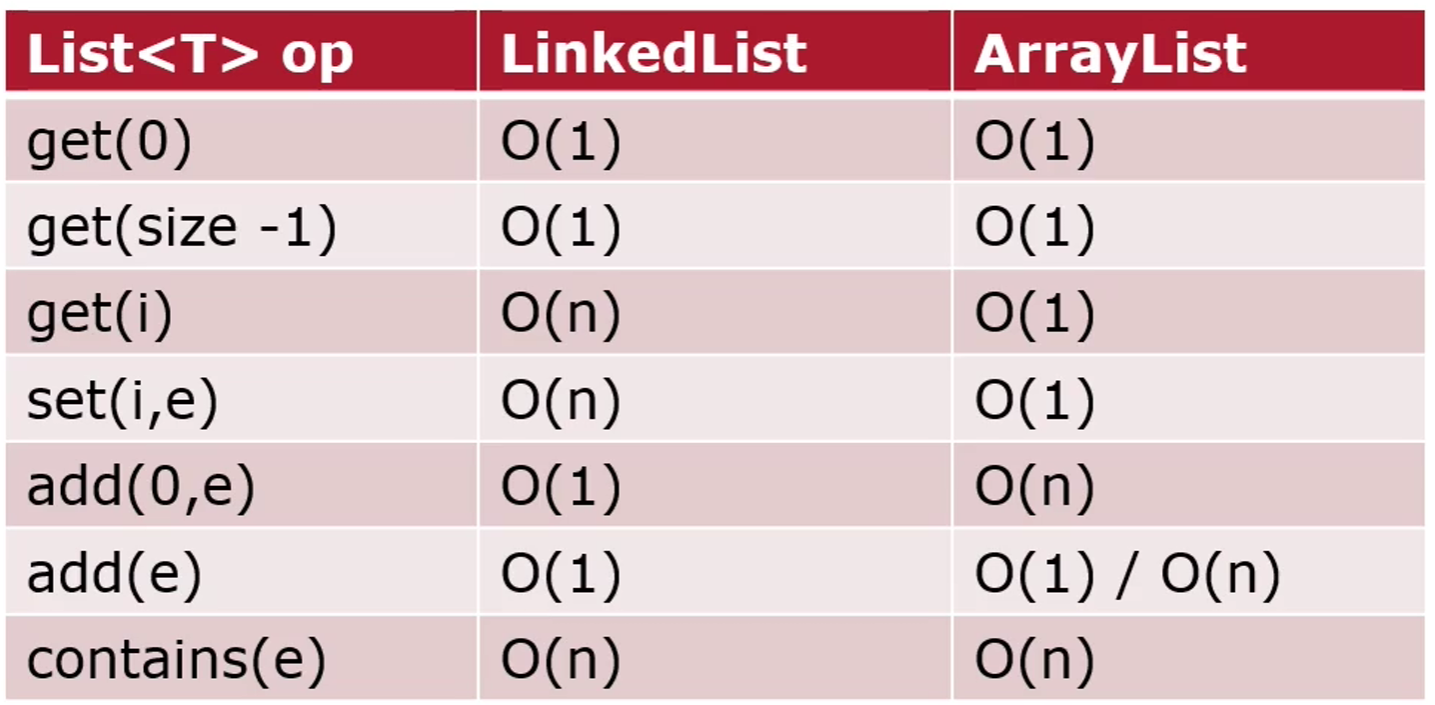 List<T> op LinkedList ArrayList
get(0) O(1) O(1)
get(size -1) O(1) O(1)
get(i) O(n) O(1)
set(i,e) O(n) O(1)
add(0,e) O(1) O(n)
add(e) O(1) O(1) / O(n)
contains(e) O(n) O(n)